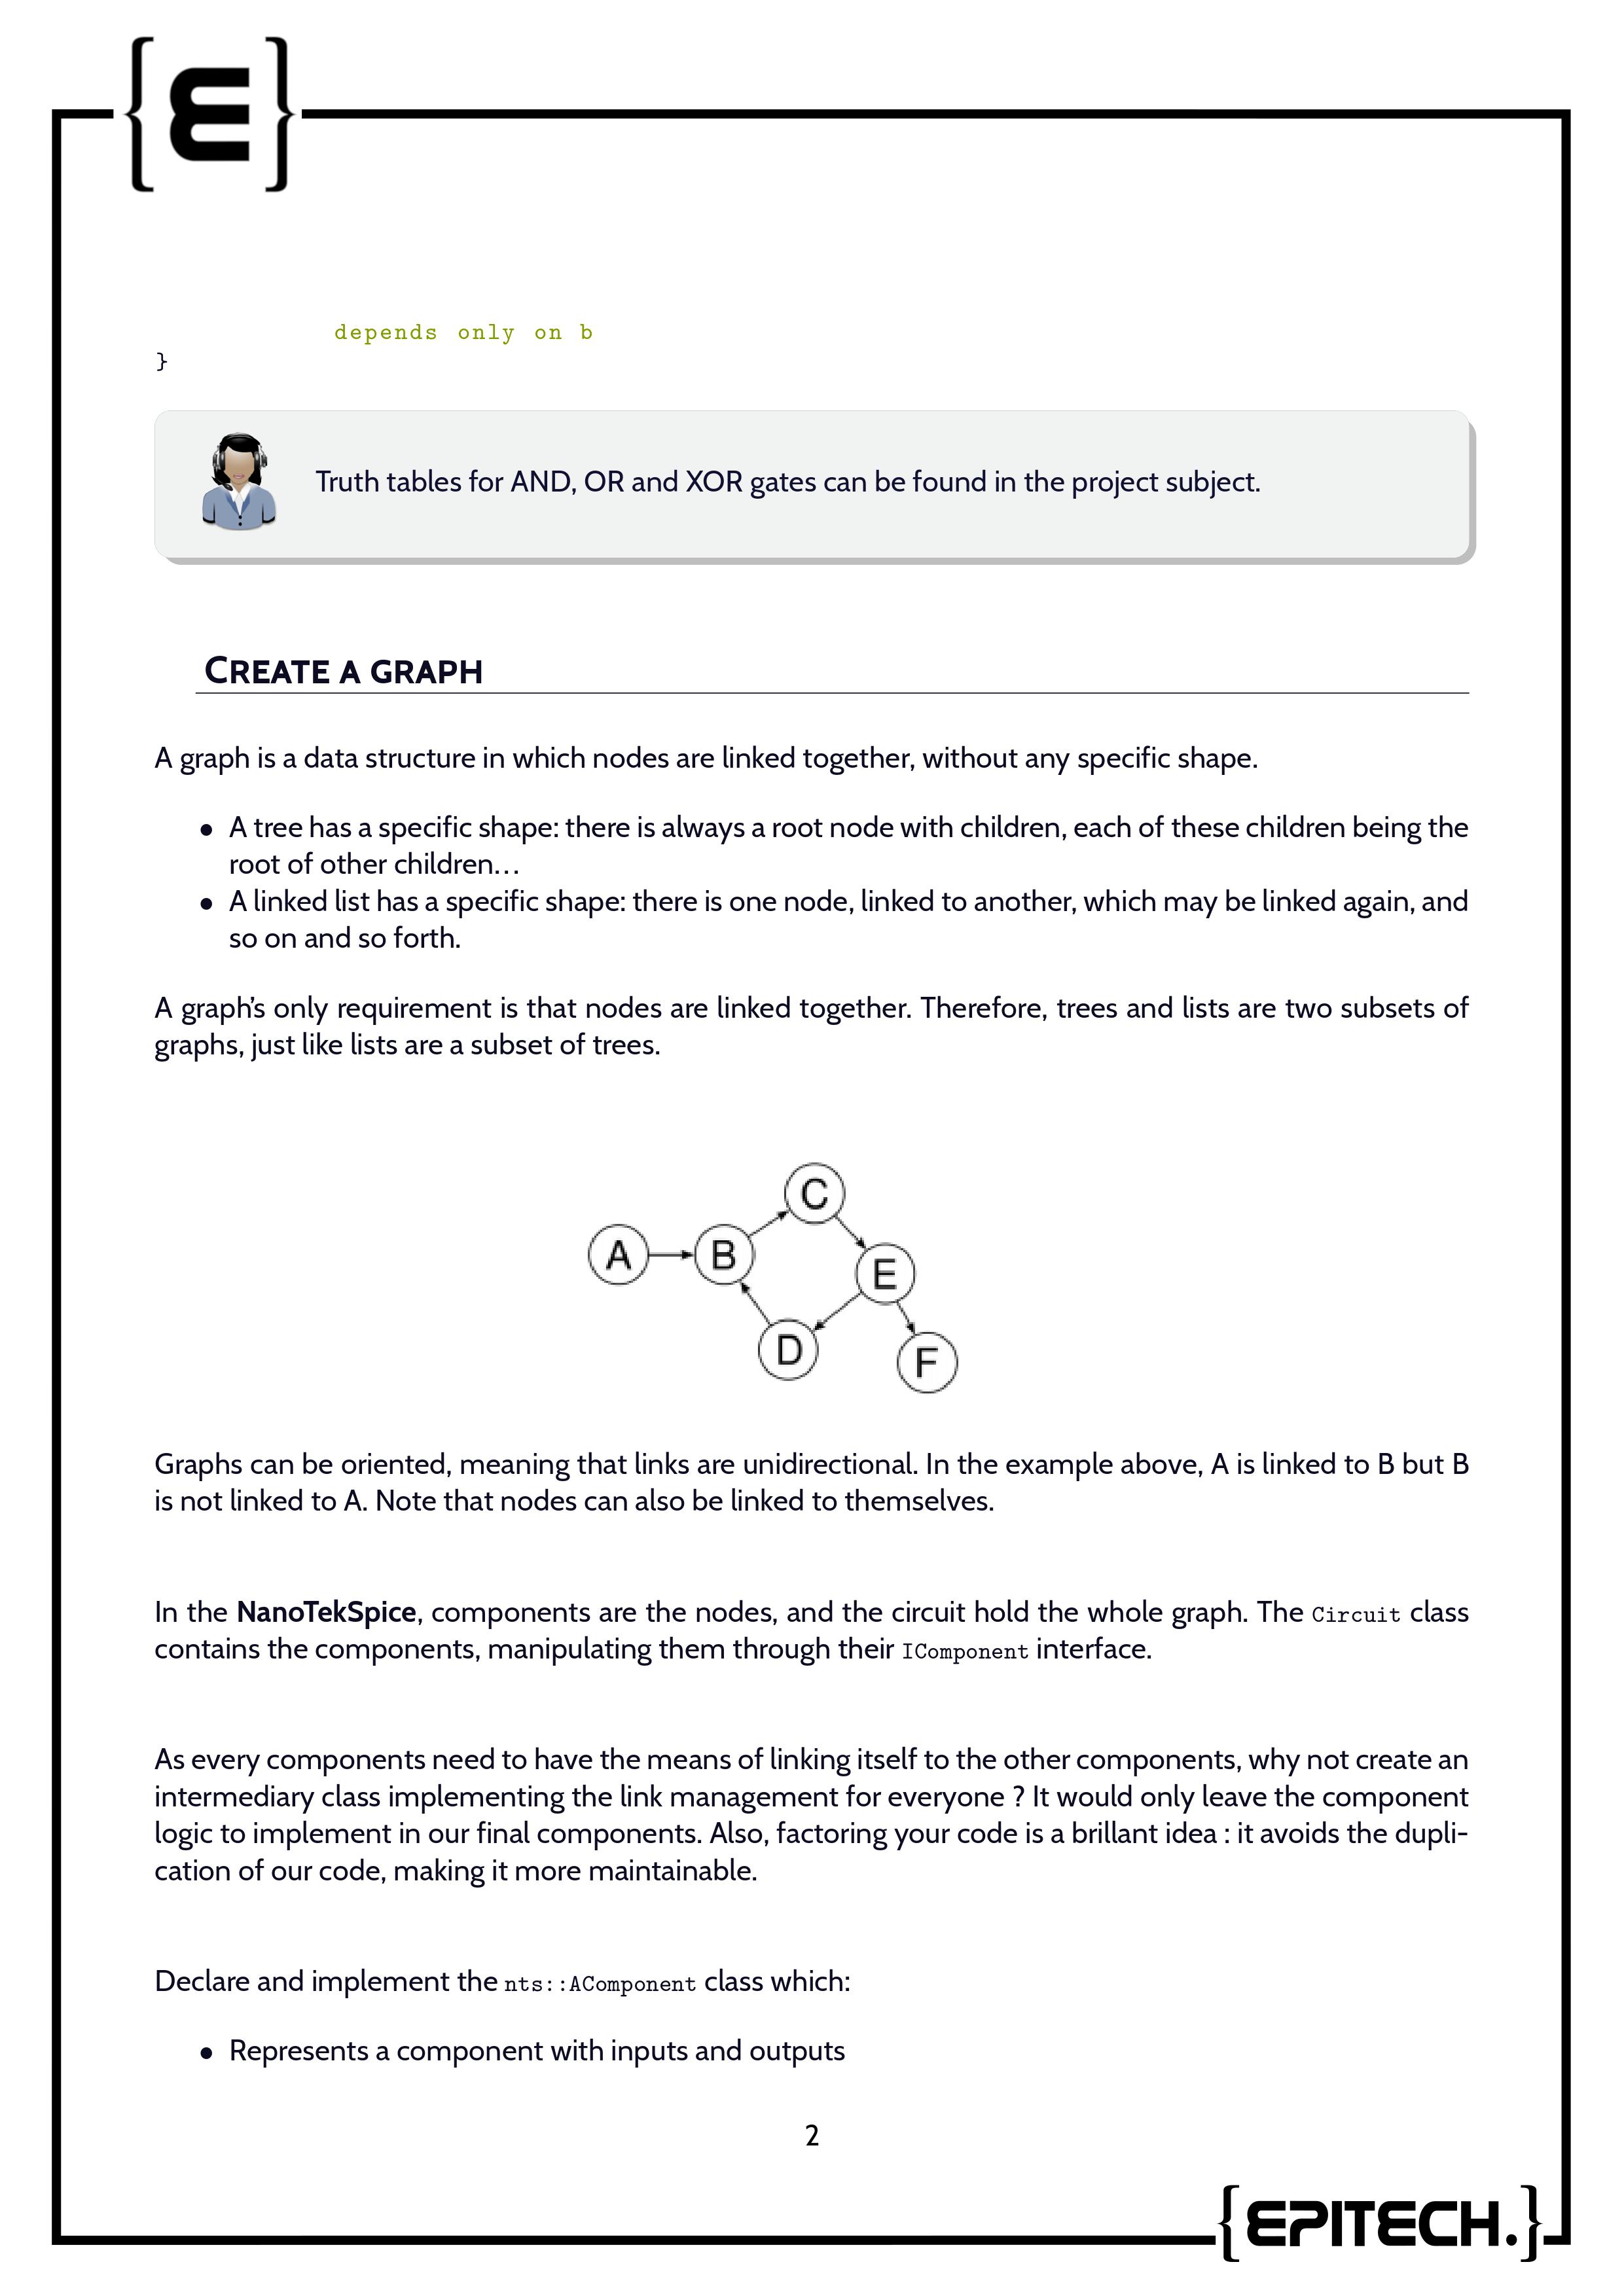 {E}
depends only on b
}
Truth tables for AND, OR and XOR gates can be found in the project subject.
CREATE A GRAPH
A graph is a data structure in which nodes are linked together, without any specific shape.
• A tree has a specific shape: there is always a root node with children, each of these children being the
root of other children...
• A linked list has a specific shape: there is one node, linked to another, which may be linked again, and
so on and so forth.
A graph's only requirement is that nodes are linked together. Therefore, trees and lists are two subsets of
graphs, just like lists are a subset of trees.
C
A B
E
D
F
Graphs can be oriented, meaning that links are unidirectional. In the example above, A is linked to B but B
is not linked to A. Note that nodes can also be linked to themselves.
In the NanoTekSpice, components are the nodes, and the circuit hold the whole graph. The Circuit class
contains the components, manipulating them through their IComponent interface.
As every components need to have the means of linking itself to the other components, why not create an
intermediary class implementing the link management for everyone ? It would only leave the component
logic to implement in our final components. Also, factoring your code is a brillant idea : it avoids the dupli-
cation of our code, making it more maintainable.
Declare and implement the nts::AComponent class which:
• Represents a component with inputs and outputs
2
{EPITECH.}